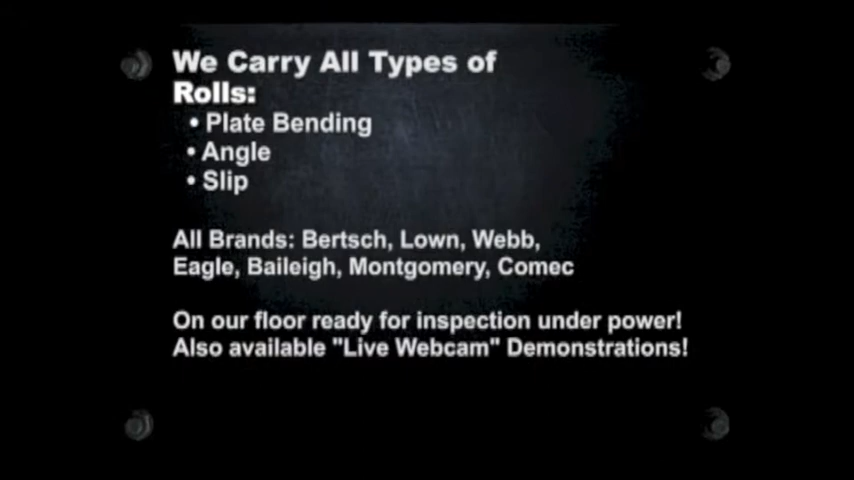 We Carry All Types of
Rolls:
• Plate Bending
• Angle
• Slip
All Brands: Bertsch, Lown, Webb,
Eagle, Baileigh, Montgomery, Comec
On our floor ready for inspection under power!
Also available "Live Webcam" Demonstrations!